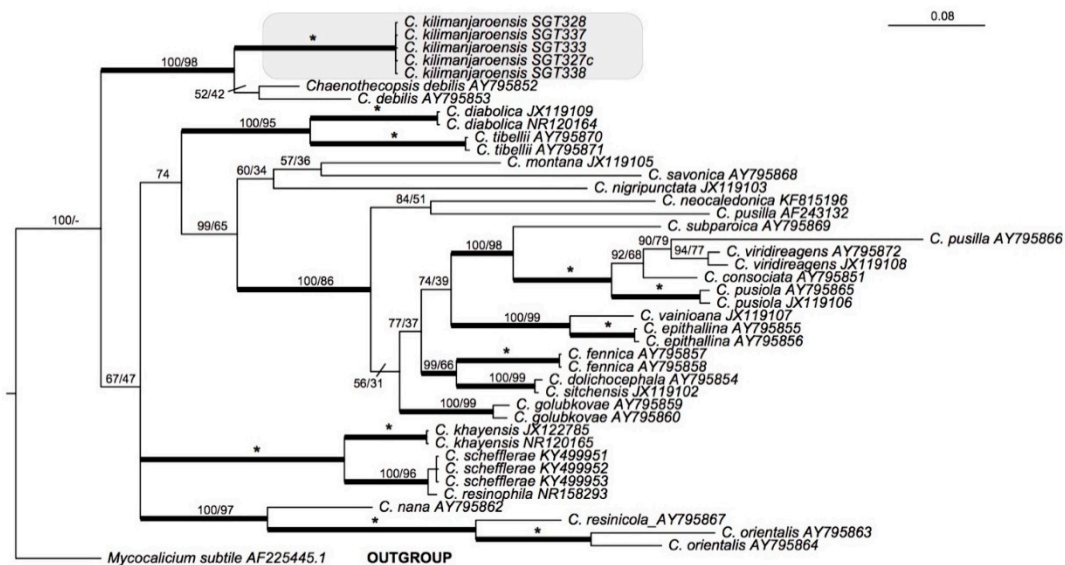 0.08
C. kilimanjaroensis SGT328
C. kilimanjaroensis SGT337
*
C. kilimanjaroensis SGT333
C. kilimanjaroensis SGT327c
100/98
C. kilimanjaroensis SGT338
Chaenothecopsis debilis AY795852
52/42
C. debilis AY795853
*
C. diabolica JX119109
100/95
C. diabolica NR120164
*
C. tibellii AY795870
C. tibellii AY795871
57/36
C. montana JX119105
60/34
C. savonica AY795868
74
C. nigripunctata JX119103
84/51
C. neocaledonica KF815196
C. pusilla AF243132
99/65
100/-
C. subparoica AY795869
90/79
C. pusilla AY795866
100/98
92/68
94/77
C. viridireagens AY795872
C. viridireagens JX119108
*
C. consociata AY795851
100/86
74/39
*
C. pusiola AY795865
C. pusiola JX119106
C. vainioana JX119107
100/99
*
C. epithallina AY795855
77/37
C. epithallina AY795856
*
C. fennica AY795857
99/66
C. fennica AY795858
67/47
56/31
100/99
C. dolichocephala AY795854
C. sitchensis JX119102
100/99
C. golubkovae AY795859
C. golubkovae AY795860
*
C. khayensis JX122785
C. khayensis NR120165
*
C. schefflerae KY499951
100/96
C. schefflerae KY499952
C. schefflerae KY499953
C. resinophila NR158293
100/97
C. nana AY795862
*
C. resinicola_AY795867
*
C. orientalis AY795863
C. orientalis AY795864
Mycocalicium subtile AF225445.1
OUTGROUP